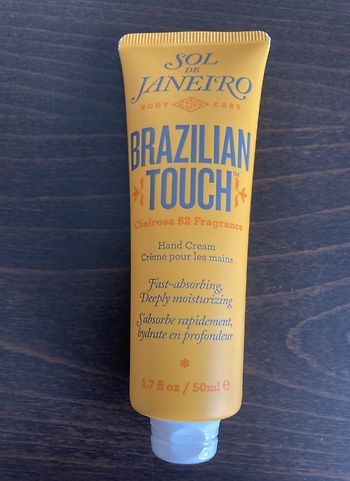 SOL
DE
JANEIRO
BODY CARE
BRAZILIAN
TOUCH™
Cheirosa 62 Fragrance
Hand Cream
Crème pour les mains
Fast-absorbing,
Deeply moisturizing
S'absorbe rapidement,
hydrate en profondeur
1.7 fl oz / 50ml e